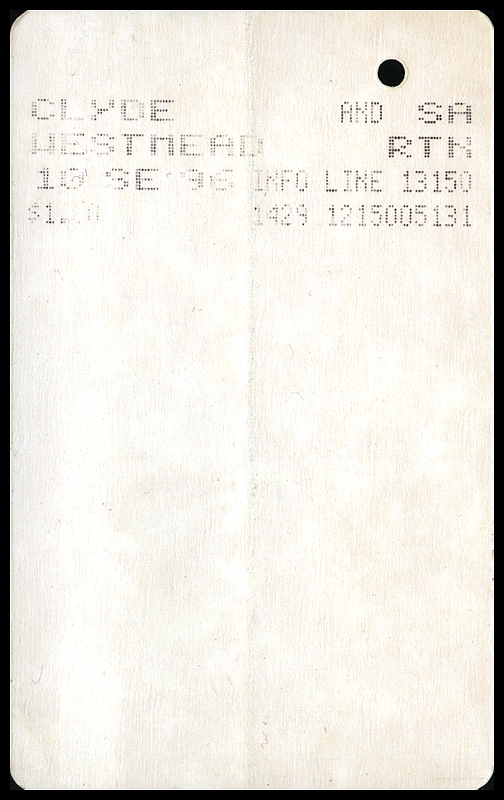 CLYDE AND SA
WESTMEAD RTN
10 SE 96 INFO LINE 13150
1429 1215005131